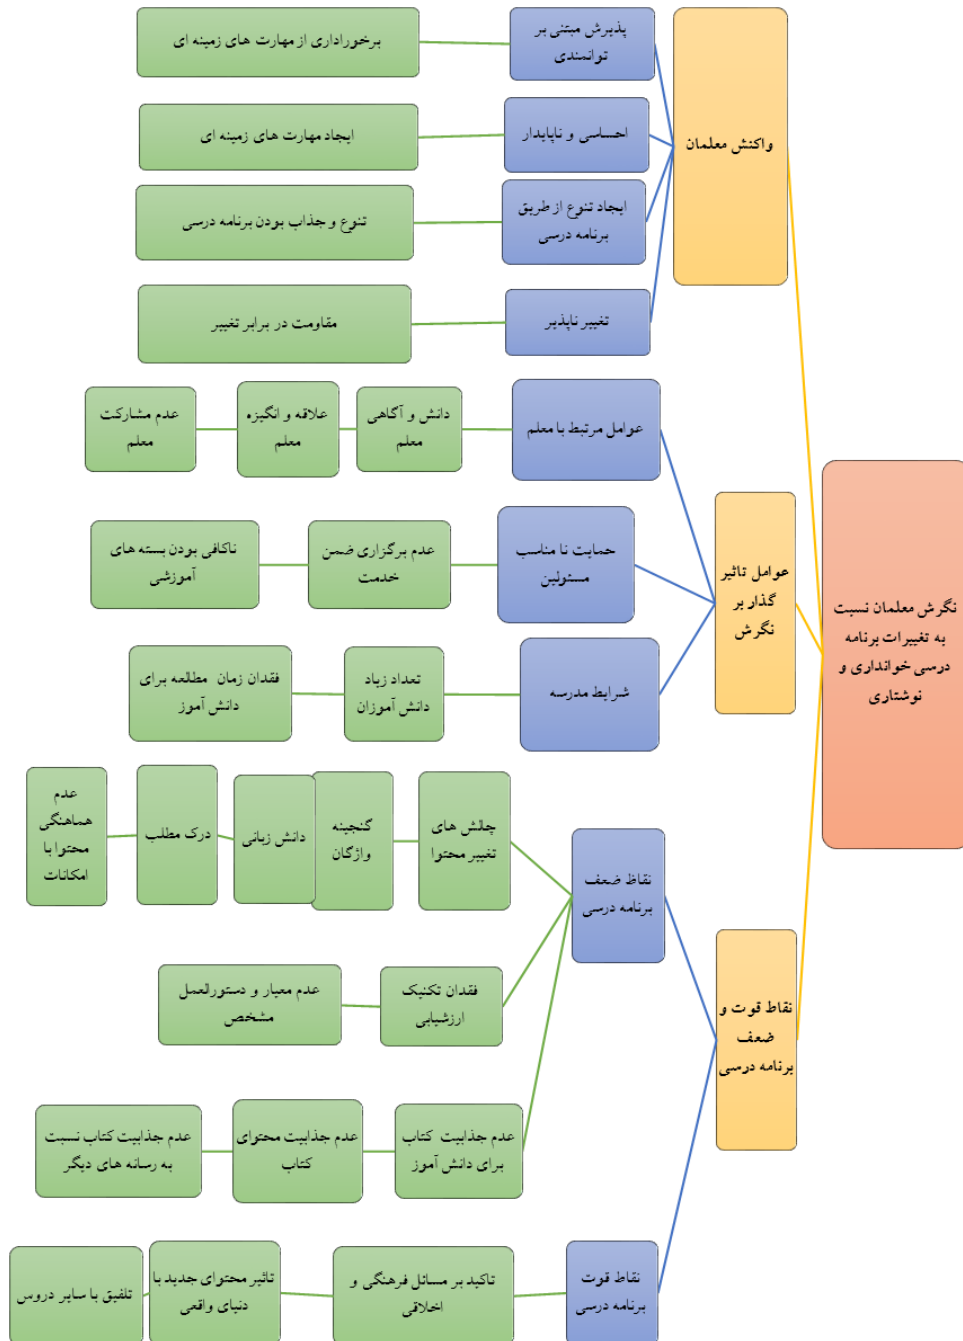 نگرش معلمان نسبت
به تغییرات برنامه
درسی خوانداری و
نوشتاری
واکنش معلمان
پذیرش مبتنی بر
توانمندی
برخوراداری از مهارت های زمینه ای
احساسی و ناپایدار
ایجاد مهارت های زمینه ای
ایجاد تنوع از طریق
برنامه درسی
تنوع و جذاب بودن برنامه درسی
تغییر ناپذیر
مقاومت در برابر تغییر
عوامل تاثیر
گذار بر
نگرش
عوامل مرتبط با معلم
دانش و آگاهی
معلم
علاقه و انگیزه
معلم
عدم مشارکت
معلم
حمایت نا مناسب
مسئولین
عدم برگزاری ضمن
خدمت
ناکافی بودن بسته های
آموزشی
شرایط مدرسه
تعداد زیاد
دانش آموزان
فقدان زمان مطالعه برای
دانش آموز
نقاط قوت و
ضعف
برنامه درسی
نقاظ ضعف
برنامه درسی
چالش های
تغییر محتوا
گنجینه
واژگان
دانش زبانی
درک مطلب
عدم
هماهنگی
محتوا با
امکانات
فقدان تکنیک
ارزشیابی
عدم معیار و دستورالعمل
مشخص
عدم جذابیت کتاب
برای دانش آموز
عدم جذابیت محتوای
کتاب
عدم جذابیت کتاب نسبت
به رسانه های دیگر
نقاط قوت
برنامه درسی
تاکید بر مسائل فرهنگی و
اخلاقی
تاثیر محتوای جدید با
دنیای واقعی
تلفیق با سایر دروس